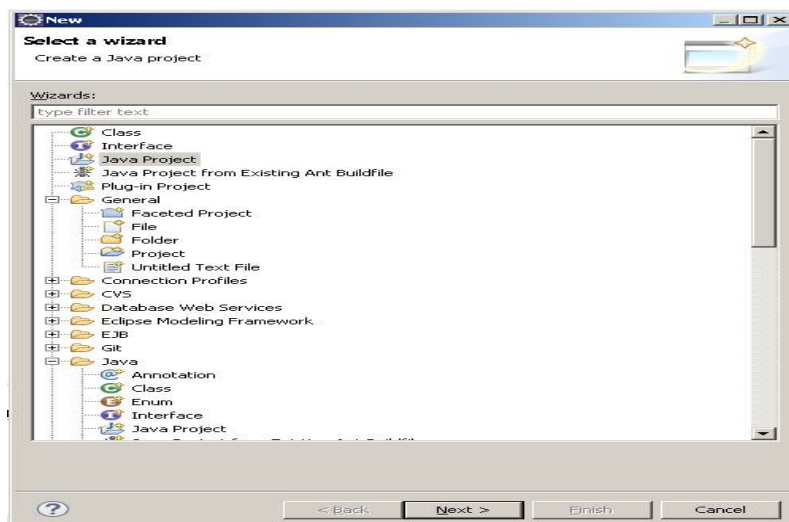 New
Select a wizard
Create a Java project
Wizards:
type filter text
Class
Interface
Java Project
Java Project from Existing Ant Buildfile
Plug-in Project
General
Faceted Project
File
Folder
Project
Untitled Text File
Connection Profiles
CVS
Database Web Services
Eclipse Modeling Framework
EJB
Git
Java
Annotation
Class
Enum
Interface
Java Project
< Back Next > Finish Cancel